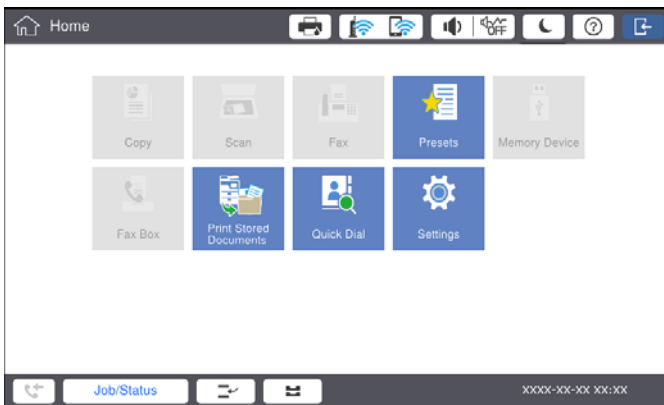 Home
OFF
?
Copy
Scan
Fax
Presets
Memory Device
Fax Box
Print Stored
Documents
Quick Dial
Settings
Job/Status
XXXX-XX-XX XX:XX